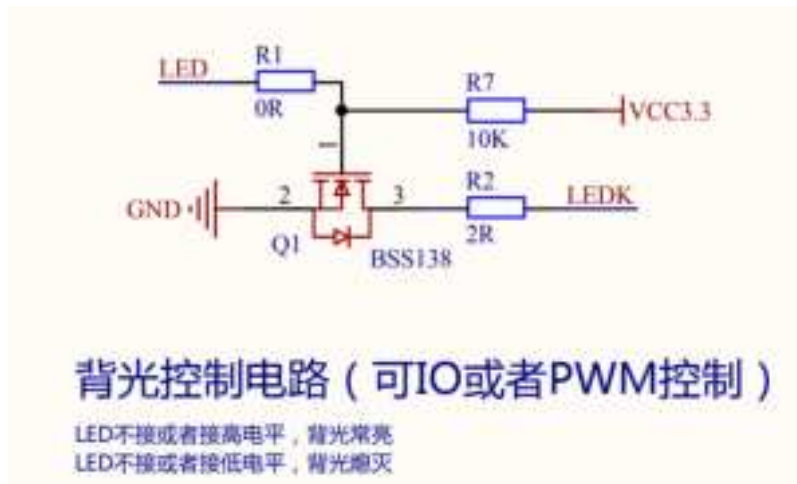 R1
LED
0R
R7
VCC3.3
10K
1
R2
2
3
LEDK
GND
2R
Q1
BSS138
背光控制电路（可IO或者PWM控制）
LED不接或者接高电平，背光常亮
LED不接或者接低电平，背光熄灭